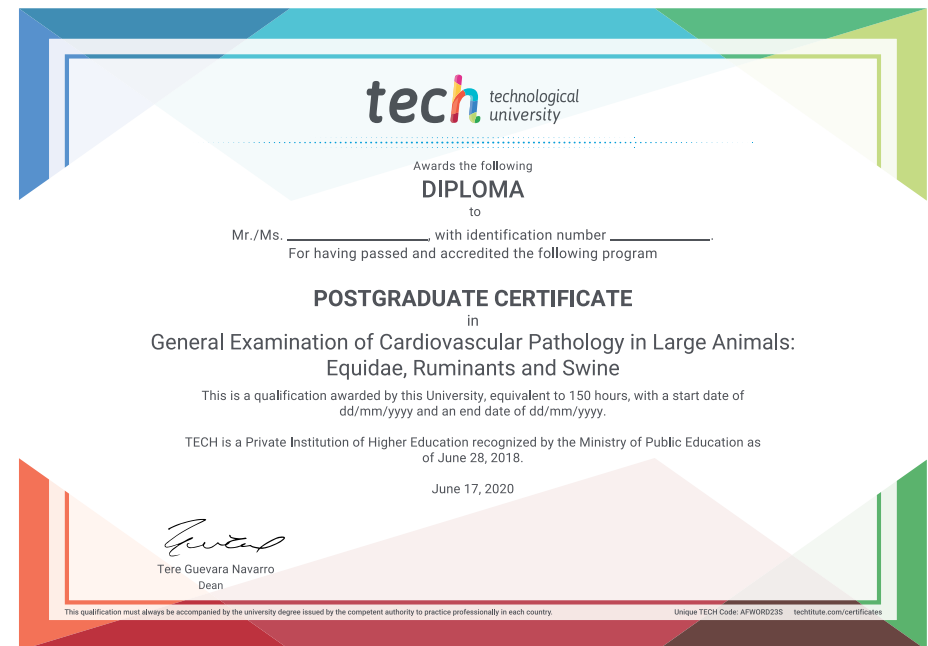 tech technological
university
Awards the following
DIPLOMA
to
Mr./Ms. ____________________, with identification number ______________.
For having passed and accredited the following program
POSTGRADUATE CERTIFICATE
in
General Examination of Cardiovascular Pathology in Large Animals:
Equidae, Ruminants and Swine
This is a qualification awarded by this University, equivalent to 150 hours, with a start date of
dd/mm/yyyy and an end date of dd/mm/yyyy.
TECH is a Private Institution of Higher Education recognized by the Ministry of Public Education as
of June 28, 2018.
June 17, 2020
Tere Guevara Navarro
Dean
This qualification must always be accompanied by the university degree issued by the competent authority to practice professionally in each country.
Unique TECH Code: AFWORD23S techtitute.com/certificates